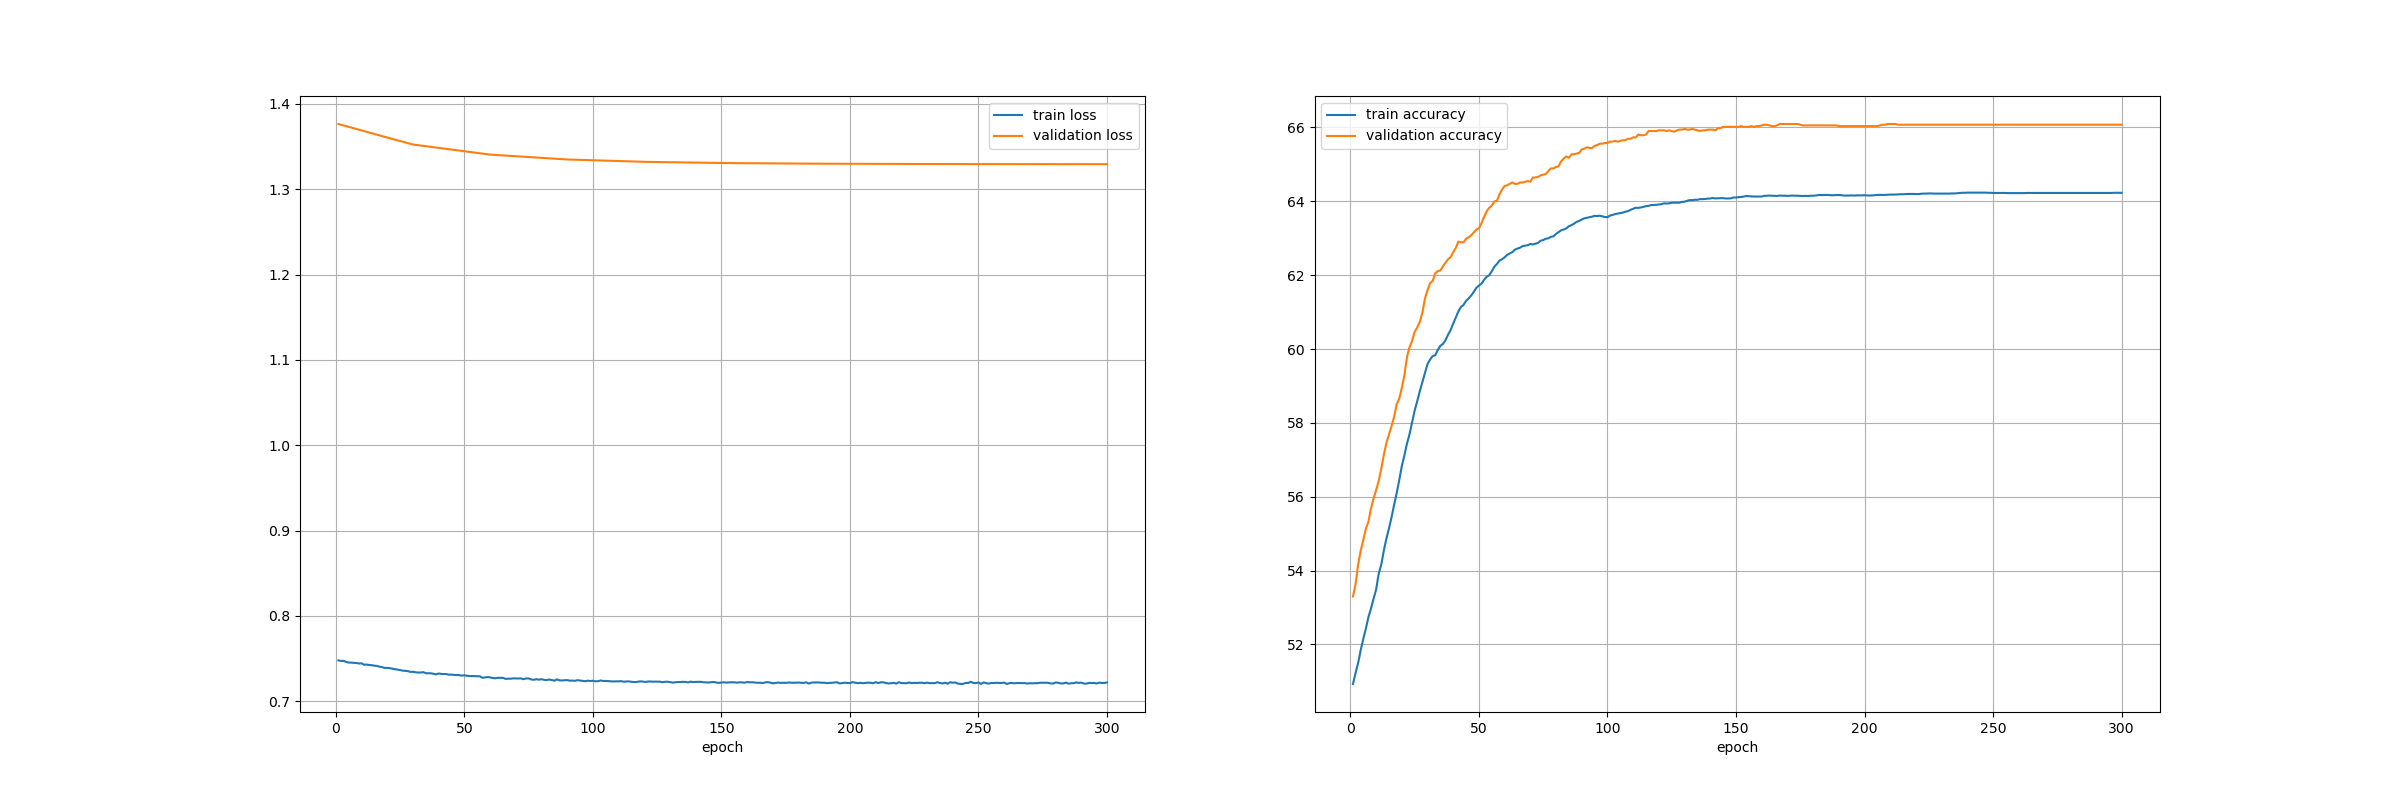 train loss
validation loss
1.4
1.3
1.2
1.1
1.0
0.9
0.8
0.7
0 50 100 150 200 250 300
epoch
train accuracy
validation accuracy
66
64
62
60
58
56
54
52
0 50 100 150 200 250 300
epoch